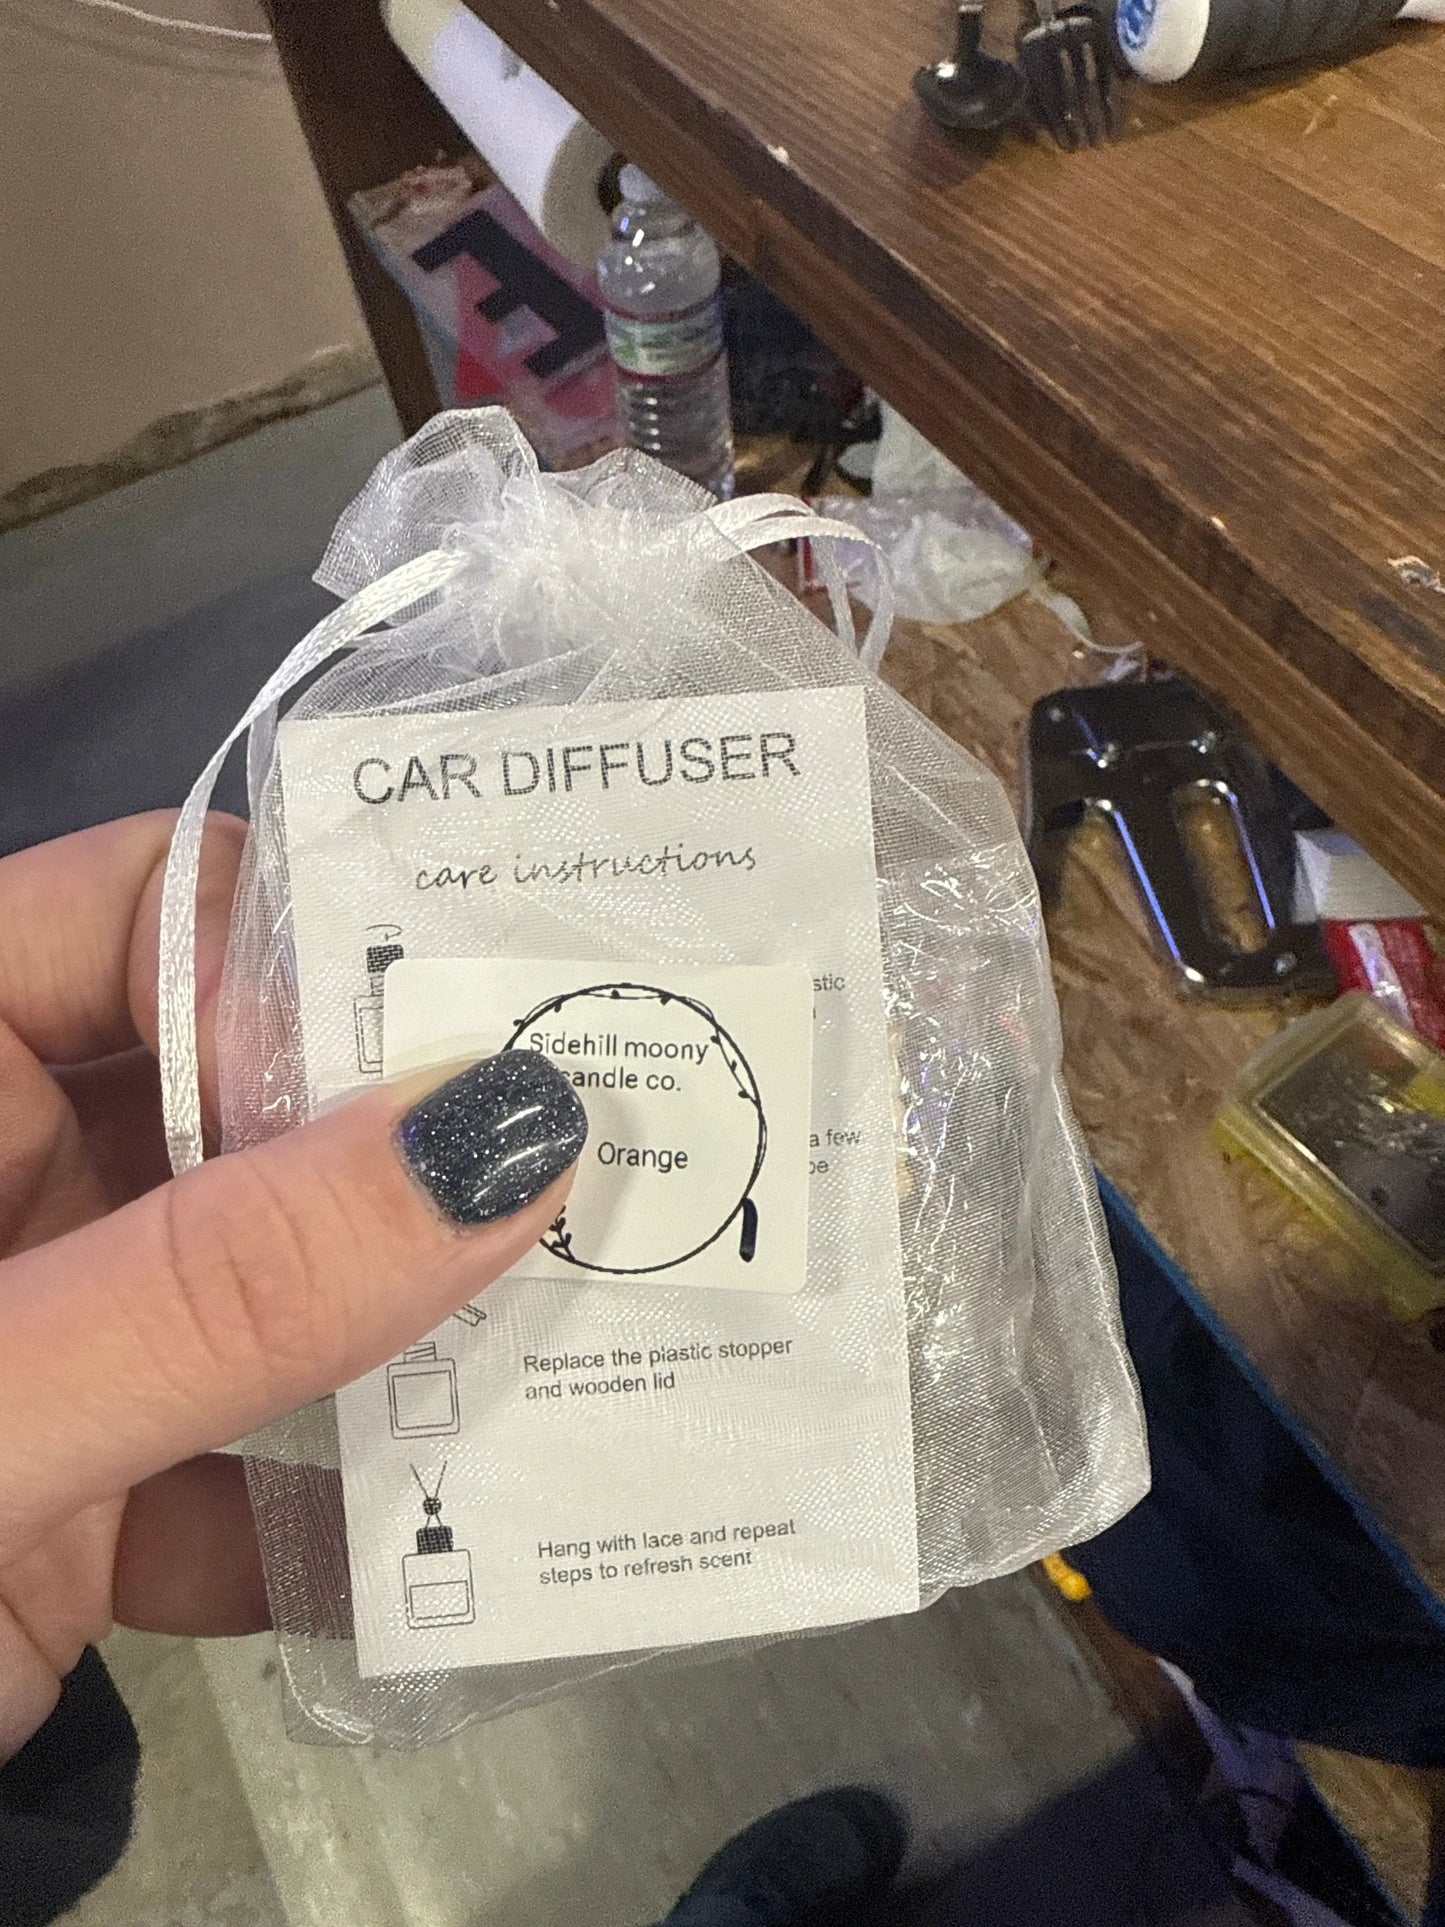 CAR DIFFUSER
care instructions
Sidehill moony
candle co.
Orange
a few
Replace the plastic stopper
and wooden lid
Hang with lace and repeat
steps to refresh scent